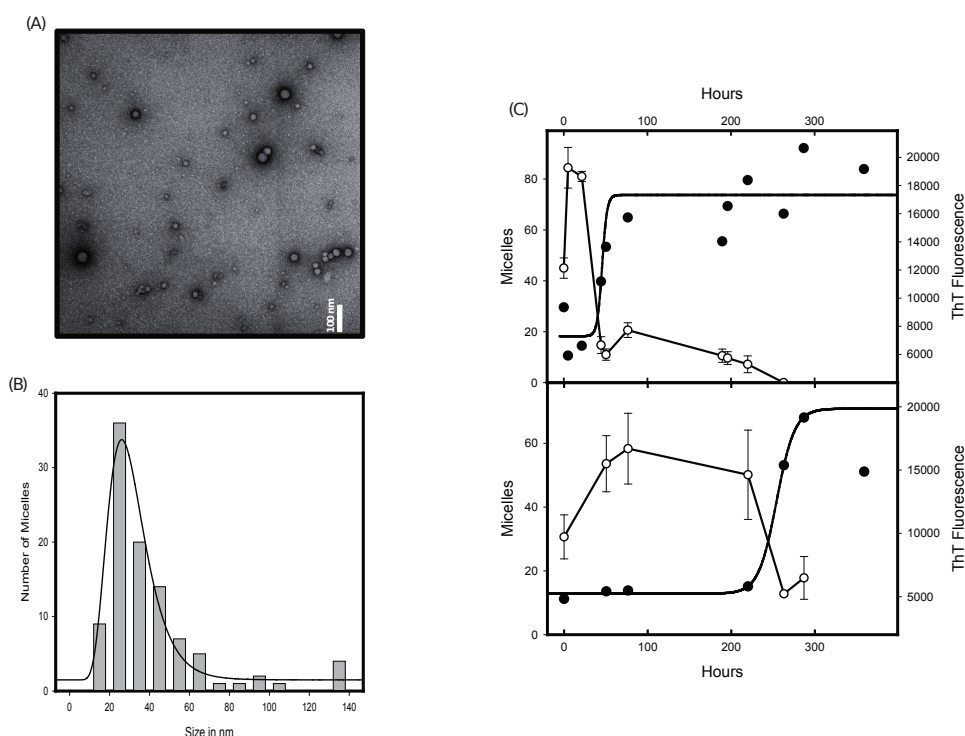 (A)
100 nm
(B)
40
30
20
10
0
Number of Micelles
0 20 40 60 80 100 120 140
Size in nm
(C)
Hours
0 100 200 300
80
60
40
20
0
Micelles
20000
18000
16000
14000
12000
10000
8000
6000
ThT Fluorescence
60
40
20
0
Micelles
20000
15000
10000
5000
ThT Fluorescence
0 100 200 300
Hours